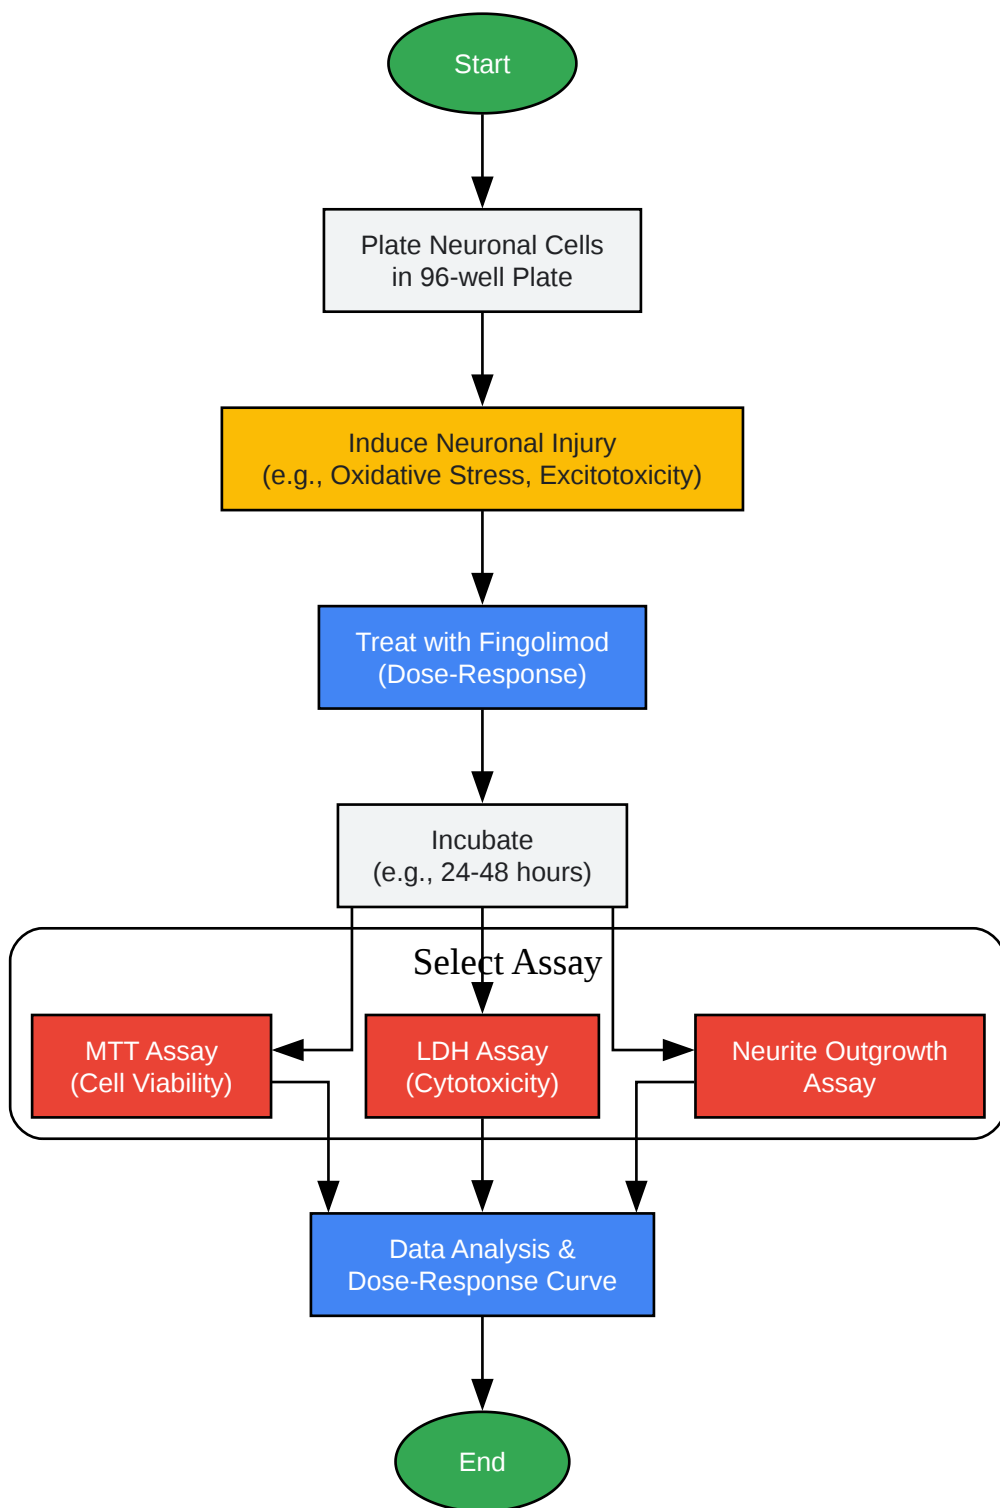 Start
Plate Neuronal Cells
in 96-well Plate
Induce Neuronal Injury
(e.g., Oxidative Stress, Excitotoxicity)
Treat with Fingolimod
(Dose-Response)
Incubate
(e.g., 24-48 hours)
Select Assay
MTT Assay
(Cell Viability)
LDH Assay
(Cytotoxicity)
Neurite Outgrowth
Assay
Data Analysis &
Dose-Response Curve
End